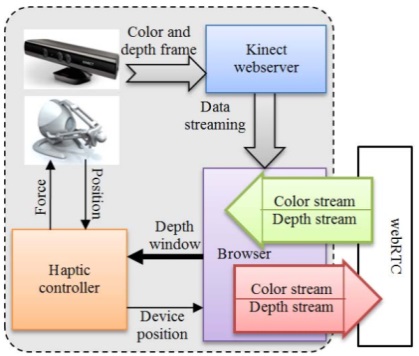 Color and
depth frame
Kinect
webserver
Data
streaming
Force
Position
Color stream
Depth stream
webRTC
Depth
window
Browser
Haptic
controller
Color stream
Depth stream
Device
position